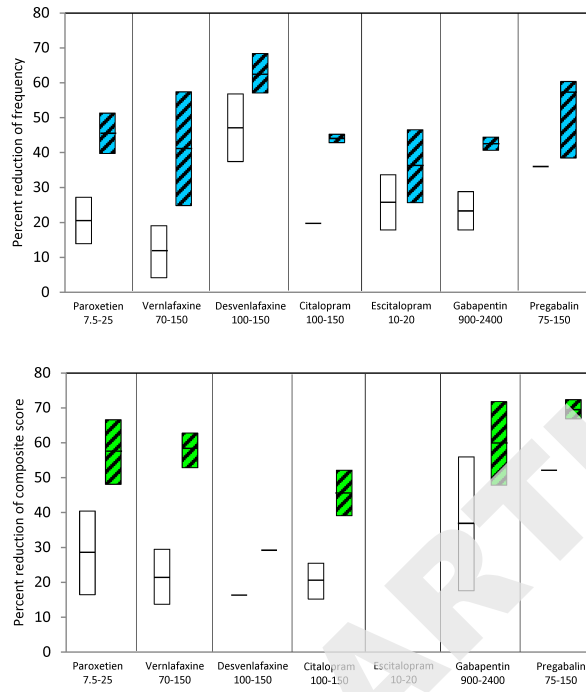 80
70
60
50
40
30
20
10
0
Percent reduction of frequency
Paroxetien Vernlafaxine Desvenlafaxine Citalopram Escitalopram Gabapentin Pregabalin
7.5-25 70-150 100-150 100-150 10-20 900-2400 75-150
80
70
60
50
40
30
20
10
0
Percent reduction of composite score
Paroxetien Vernlafaxine Desvenlafaxine Citalopram Escitalopram Gabapentin Pregabalin
7.5-25 70-150 100-150 100-150 10-20 900-2400 75-150
ARTI